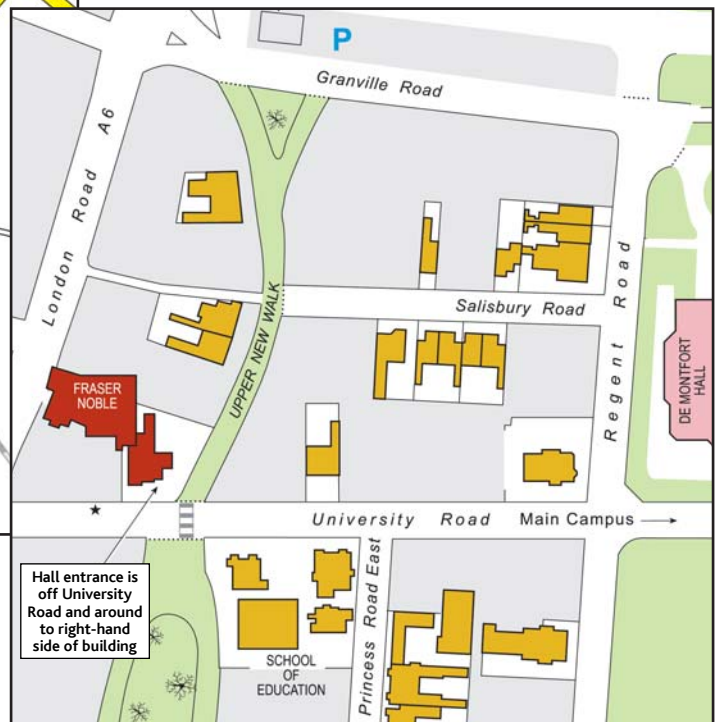 P
Granville Road
London Road A6
Salisbury Road
Regent Road
UPPER NEW WALK
DE MONTFORT
HALL
FRASER
NOBLE
University Road Main Campus
Hall entrance is
off University
Road and around
to right-hand
side of building
Princess Road East
SCHOOL
OF
EDUCATION